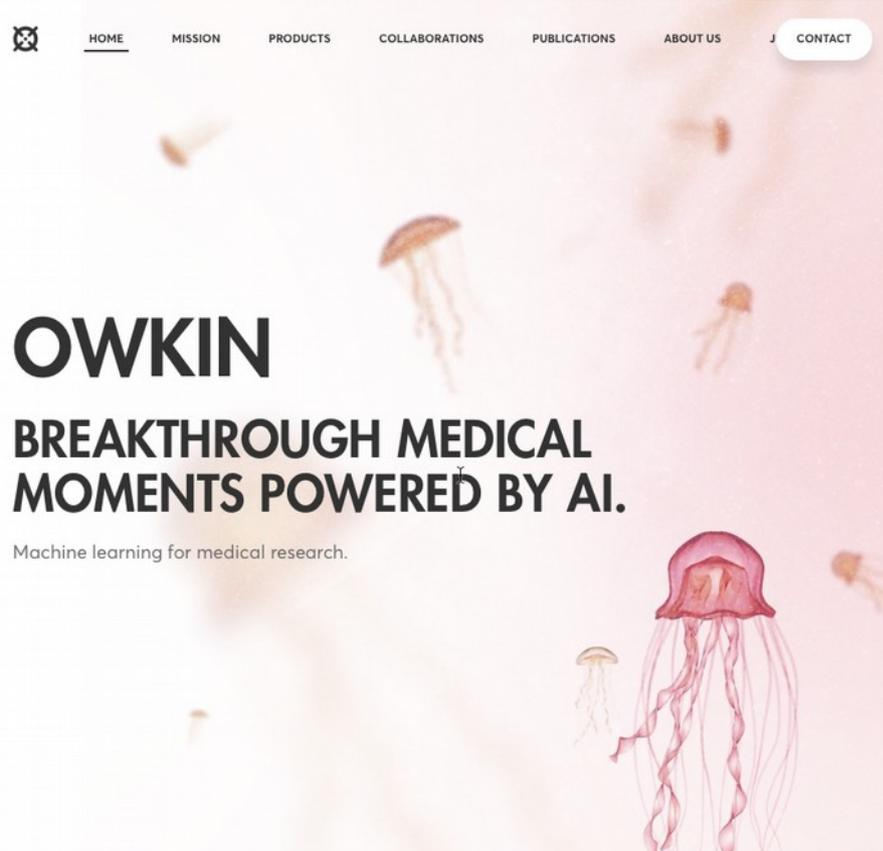 HOME MISSION PRODUCTS COLLABORATIONS PUBLICATIONS ABOUT US J CONTACT
OWKIN
BREAKTHROUGH MEDICAL
MOMENTS POWERED BY AI.
Machine learning for medical research.